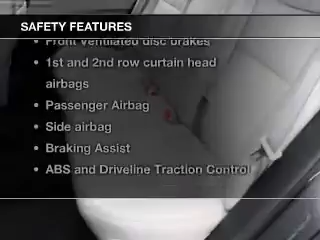 SAFETY FEATURES
• Front Ventilated disc brakes
• 1st and 2nd row curtain head
airbags
• Passenger Airbag
• Side airbag
• Braking Assist
• ABS and Driveline Traction Control